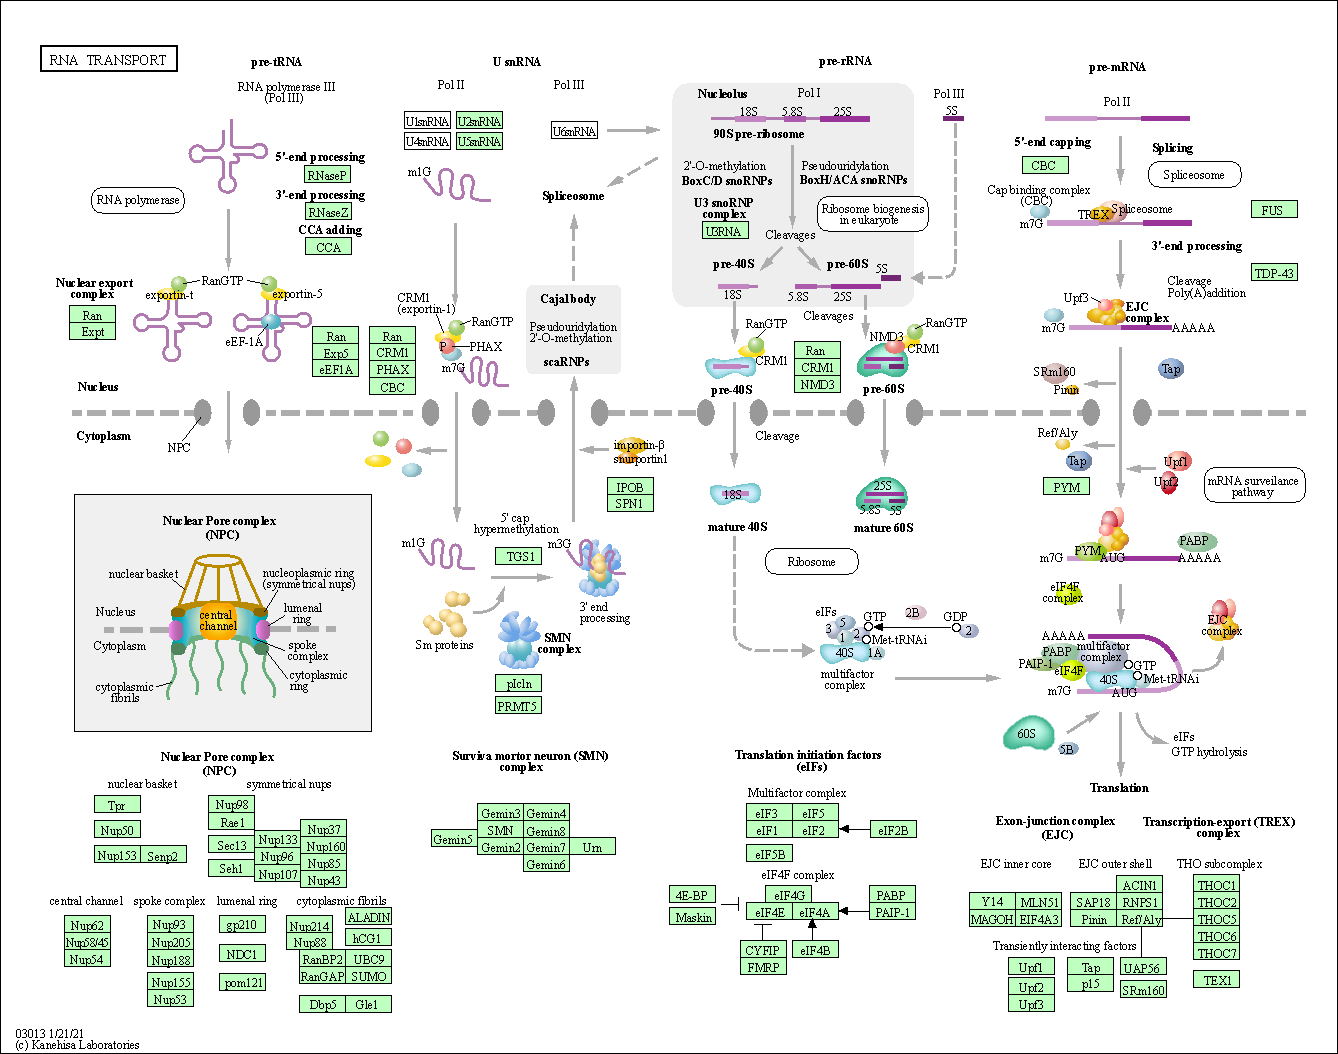 RNA TRANSPORT
pre-tRNA
RNA polymerase III
(Pol III)
5'-end processing
RNaseP
3'-end processing
RNaseZ
CCA adding
CCA
RNA polymerase
Nuclear export
complex
Ran
Expt
RanGTP
exportin-t
exportin-5
eEF-1A
Ran
Exp5
eEF1A
Nucleus
Cytoplasm
NPC
U snRNA
Pol II
Pol III
U1snRNA
U2snRNA
U4snRNA
U5snRNA
U6snRNA
m1G
Spliceosome
Cajal body
Pseudouridylation
2'-O-methylation
scaRNPs
CRM1
(exportin-1)
RanGTP
P
PHAX
m7G
Ran
CRM1
PHAX
CBC
importin-β
snurportin1
IPOB
SPN1
5' cap
hypermethylation
TGS1
m1G
m3G
3' end
processing
Sm proteins
SMN
complex
pICln
PRMT5
pre-rRNA
Nucleolus
Pol I
Pol III
18S
5.8S
25S
5S
90S pre-ribosome
2'-O-methylation
BoxC/D snoRNPs
Pseudouridylation
BoxH/ACA snoRNPs
U3 snoRNP
complex
U3RNA
Ribosome biogenesis
in eukaryote
Cleavages
pre-40S
pre-60S
5S
18S
5.8S
25S
Cleavages
RanGTP
CRM1
pre-40S
Ran
CRM1
NMD3
NMD3
RanGTP
CRM1
pre-60S
Cleavage
18S
mature 40S
25S
5.8S
5S
mature 60S
Ribosome
eIFs
3
5
1
2
40S
1A
GTP
Met-tRNAi
2B
GDP
2
multifactor
complex
pre-mRNA
Pol II
5'-end capping
CBC
Splicing
Spliceosome
Cap binding complex
(CBC)
TREX
Spliceosome
m7G
FUS
3'-end processing
TDP-43
Cleavage
Poly(A)addition
Upf3
EJC
complex
m7G
AAAAA
SRm160
Pinin
Tap
Ref/Aly
Tap
Upf1
Upf2
PYM
mRNA surveilance
pathway
m7G
PYM
AUG
PABP
AAAAA
eIF4F
complex
AAAAA
PABP
PAIP-1
eIF4F
multifactor
complex
GTP
40S
Met-tRNAi
m7G
AUG
EJC
complex
60S
5B
eIFs
GTP hydrolysis
Translation
Nuclear Pore complex
(NPC)
nuclear basket
nucleoplasmic ring
(symmetrical nups)
Nucleus
central
channel
lumenal
ring
Cytoplasm
spoke
complex
cytoplasmic
fibrils
cytoplasmic
ring
Nuclear Pore complex
(NPC)
nuclear basket
symmetrical nups
Tpr
Nup50
Nup153
Senp2
Nup98
Rae1
Sec13
Seh1
Nup133
Nup96
Nup107
Nup37
Nup160
Nup85
Nup43
central channel
spoke complex
lumenal ring
cytoplasmic fibrils
Nup62
Nup58/45
Nup54
Nup93
Nup205
Nup188
Nup155
Nup53
gp210
NDC1
pom121
Nup214
Nup88
ALADIN
hCG1
RanBP2
UBC9
RanGAP
SUMO
Dbp5
Gle1
Surviva mortor neuron (SMN)
complex
Gemin5
Gemin3
Gemin4
SMN
Gemin8
Gemin2
Gemin7
Gemin6
Unr
Translation initiation factors
(eIFs)
Multifactor complex
eIF3
eIF5
eIF1
eIF2
eIF2B
eIF5B
eIF4F complex
4E-BP
Maskin
eIF4G
eIF4E
eIF4A
PABP
PAIP-1
CYFIP
FMRP
eIF4B
Exon-junction complex
(EJC)
EJC inner core
EJC outer shell
Y14
MLN51
MAGOH
EIF4A3
ACIN1
SAP18
RNPS1
Pinin
Ref/Aly
Transiently interacting factors
Upf1
Upf2
Upf3
Tap
p15
UAP56
SRm160
Transcription-export (TREX)
complex
THO subcomplex
THOC1
THOC2
THOC5
THOC6
THOC7
TEX1
03013 1/21/21
(c) Kanehisa Laboratories